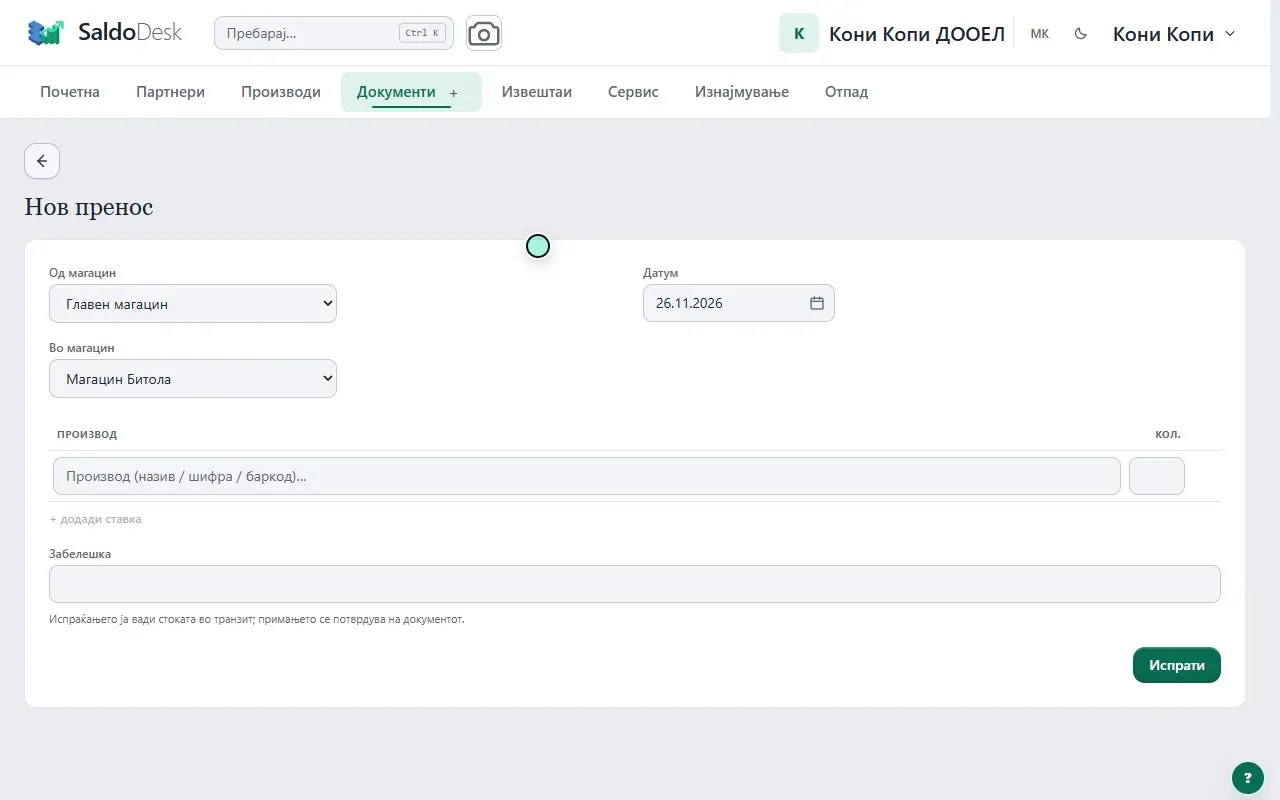 SaldoDesk
Пребарај...
Ctrl K
К
Кони Копи ДООЕЛ
МК
Кони Копи
Почетна
Партнери
Производи
Документи +
Извештаи
Сервис
Изнајмување
Отпад
Нов пренос
Од магацин
Главен магацин
Датум
26.11.2026
Во магацин
Магацин Битола
ПРОИЗВОД
КОЛ.
Производ (назив / шифра / баркод)...
+ додади ставка
Забелешка
Испраќањето ја вади стоката во транзит; примањето се потврдува на документот.
Испрати
?